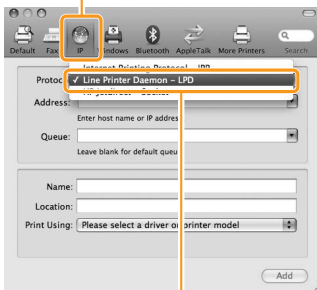 Default Fax IP Windows Bluetooth AppleTalk More Printers Search
Internet Printing Protocol – IPP
Protoc ✓ Line Printer Daemon – LPD
Address:
Enter host name or IP addres
Queue:
Leave blank for default queu
Name:
Location:
Print Using: Please select a driver or printer model
Add